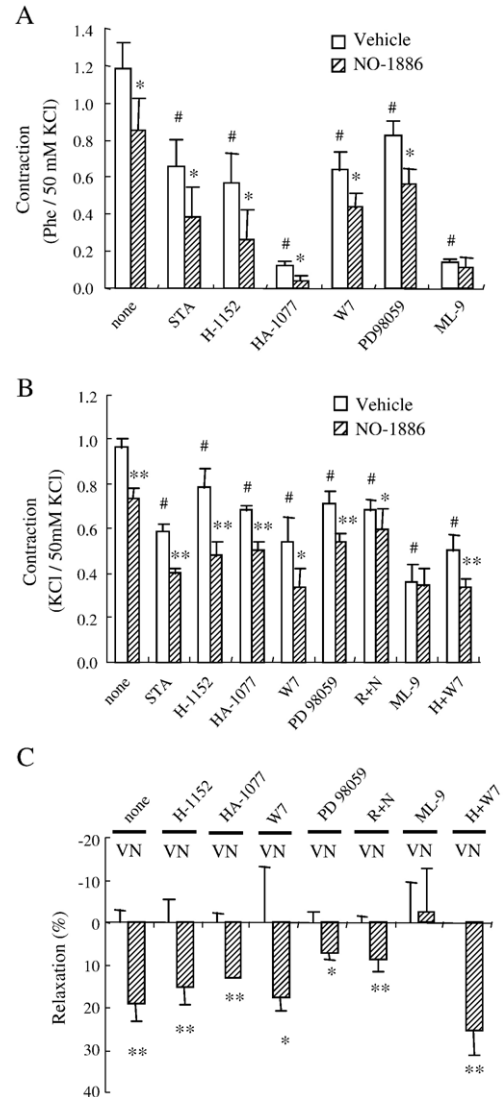 A
1.4
1.2
1.0
0.8
0.6
0.4
0.2
0.0
Contraction
(Phe / 50 mM KCl)
Vehicle
NO-1886
* # * # * # * # * # * #
none STA H-1152 HA-1077 W7 PD98059 ML-9
B
1.2
1.0
0.8
0.6
0.4
0.2
0.0
Contraction
(KCl / 50mM KCl)
Vehicle
NO-1886
** # ** # ** # ** # * # ** # * # # **
none STA H-1152 HA-1077 W7 PD 98059 R+N ML-9 H+W7
C
none H-1152 HA-1077 W7 PD 98059 R+N ML-9 H+W7
VN VN VN VN VN VN VN VN
-20
-10
0
10
20
30
40
Relaxation (%)
** ** ** * * ** **